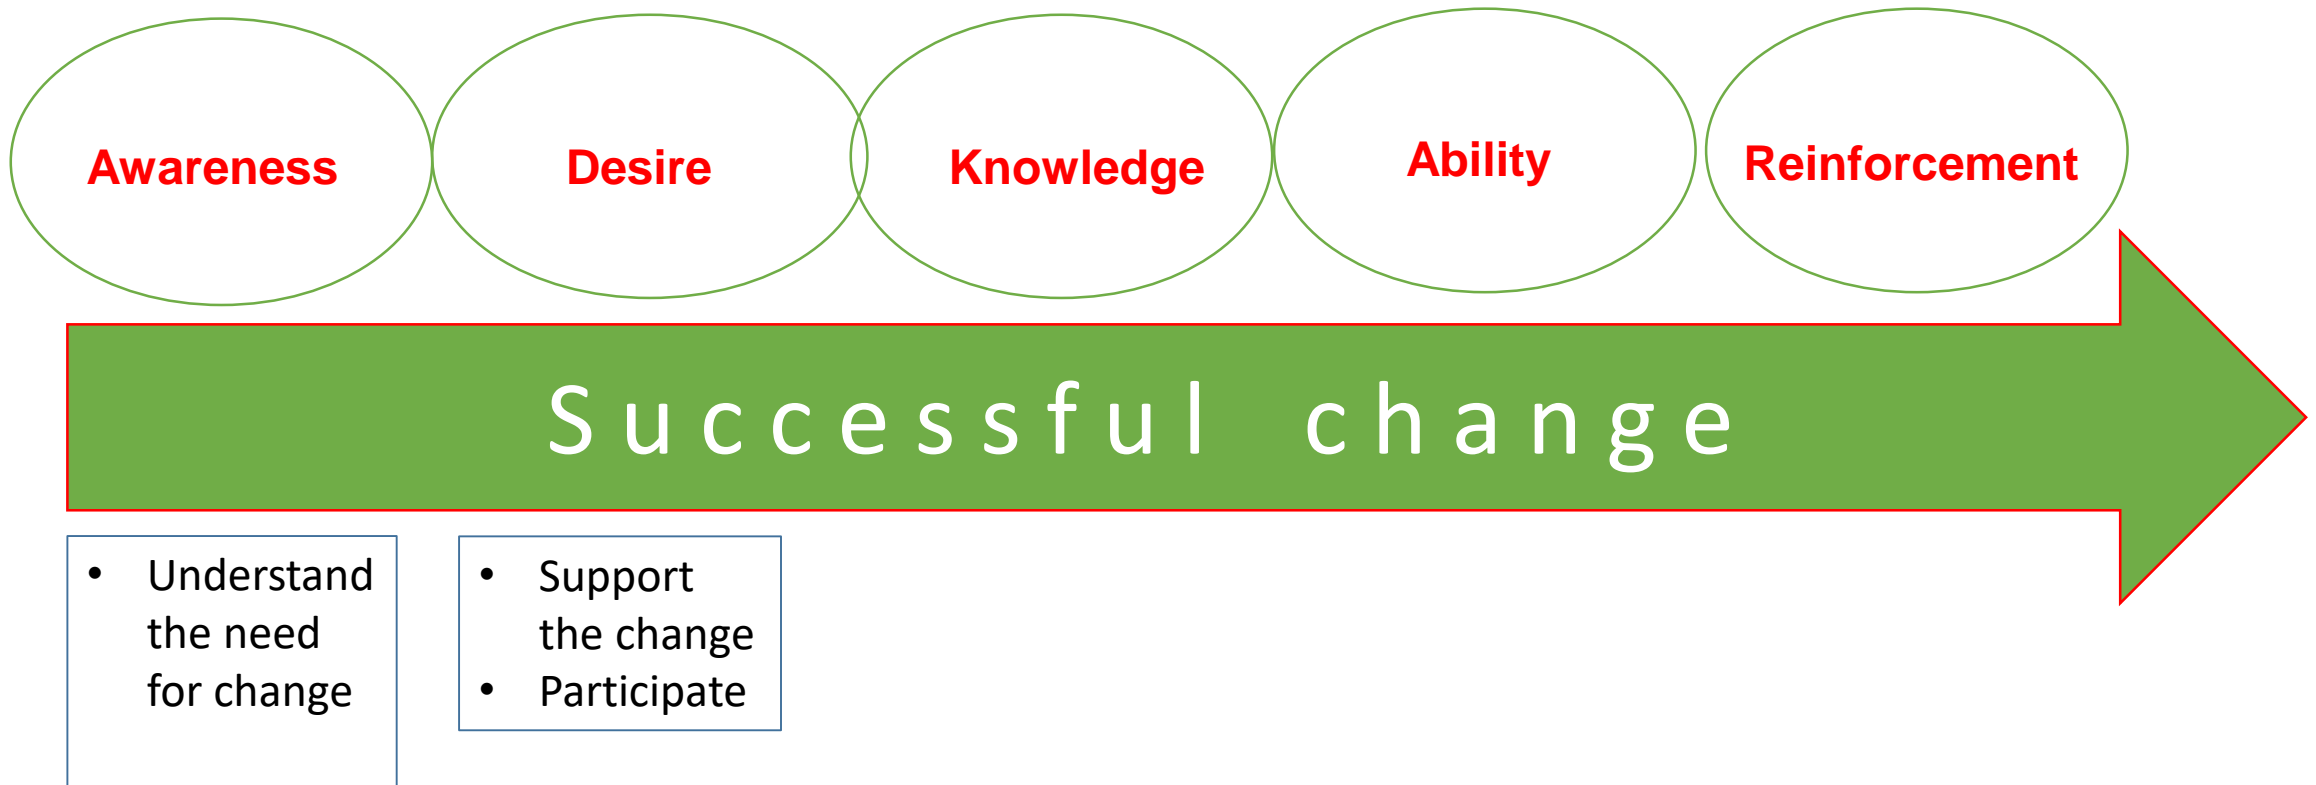 Awareness
Desire
Knowledge
Ability
Reinforcement
Successful change
• Understand
the need
for change
• Support
the change
• Participate